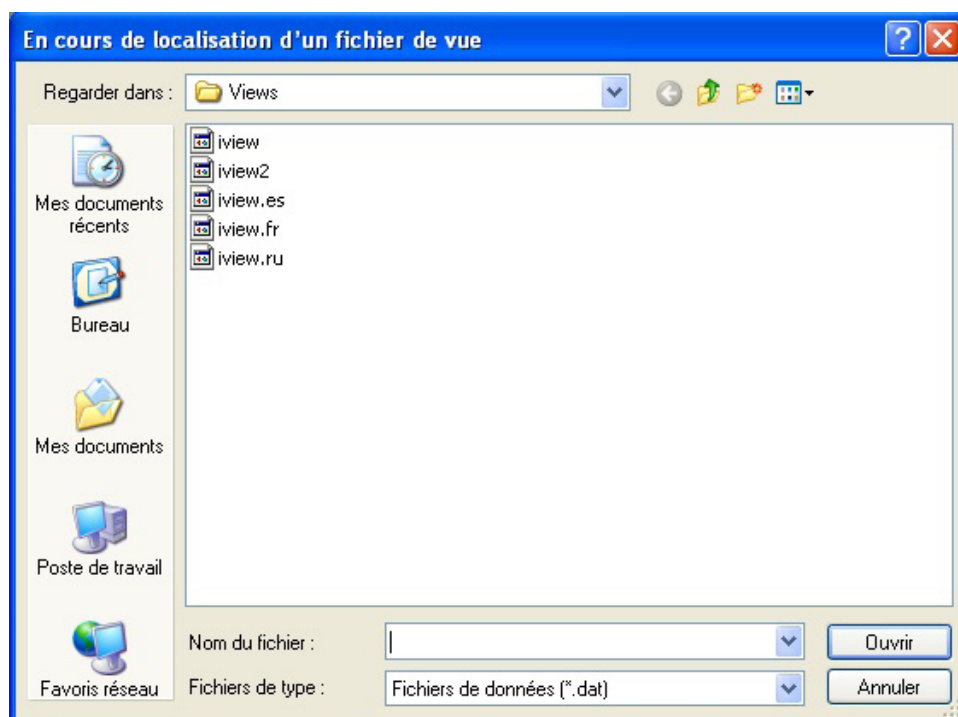 En cours de localisation d'un fichier de vue
Regarder dans :
Views
iview
iview2
iview.es
iview.fr
iview.ru
Mes documents
récents
Bureau
Mes documents
Poste de travail
Favoris réseau
Nom du fichier :
Ouvrir
Fichiers de type :
Fichiers de données (*.dat)
Annuler